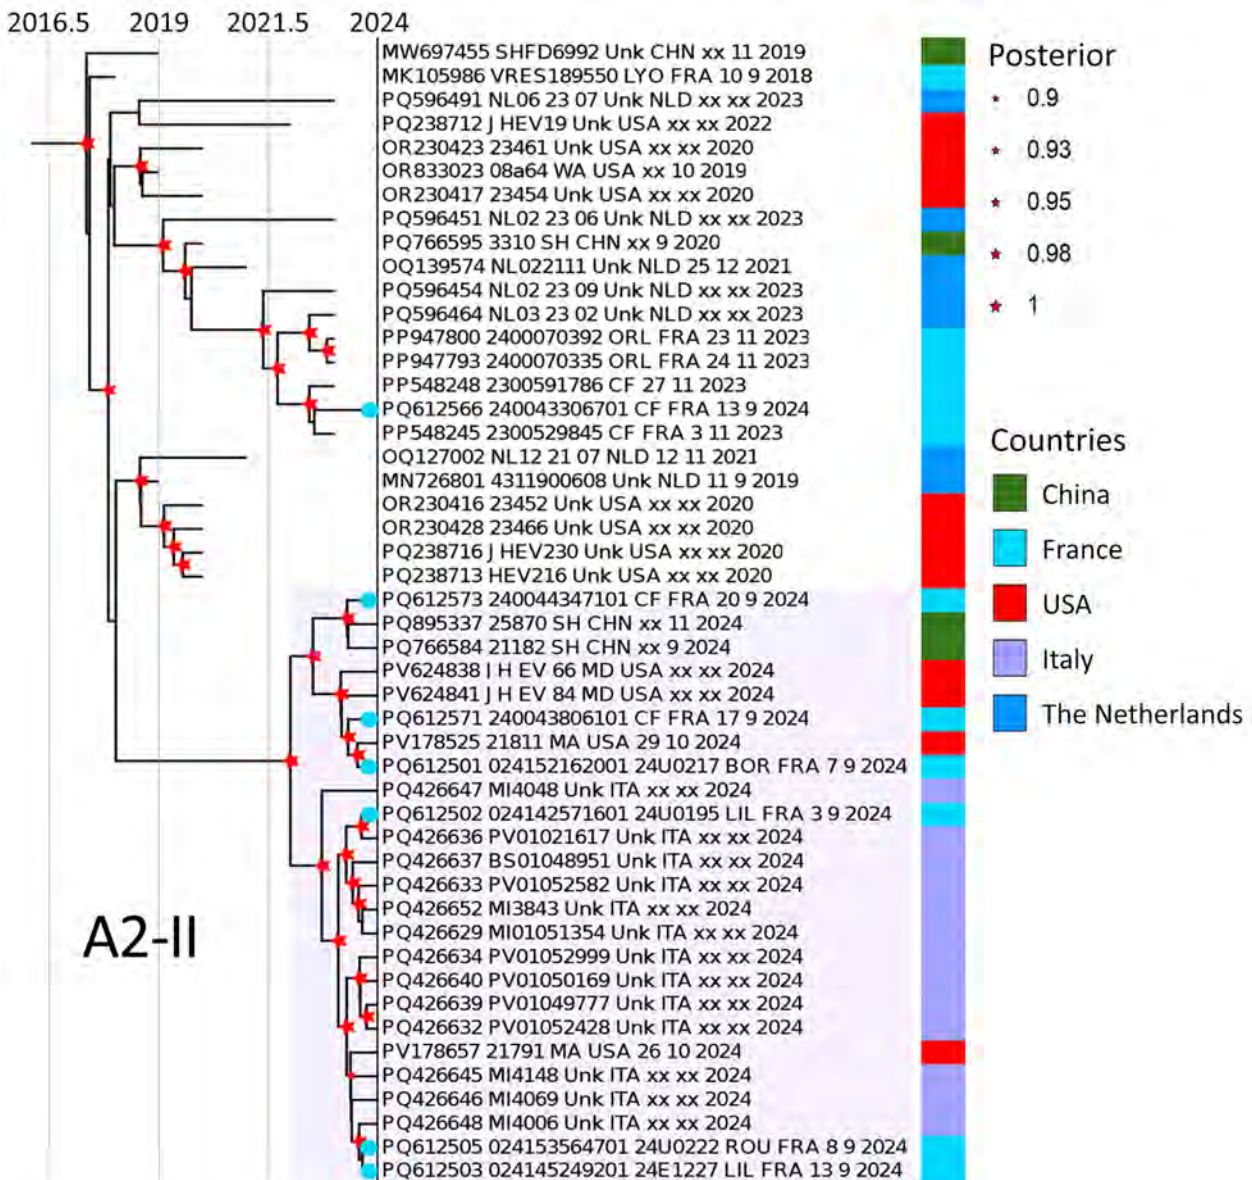 2016.5 2019 2021.5 2024
MW697455 SHFD6992 Unk CHN xx 11 2019
MK105986 VRES189550 LYO FRA 10 9 2018
PQ596491 NL06 23 07 Unk NLD xx xx 2023
PQ238712 J HEV19 Unk USA xx xx 2022
OR230423 23461 Unk USA xx xx 2020
OR833023 08a64 WA USA xx 10 2019
OR230417 23454 Unk USA xx xx 2020
PQ596451 NL02 23 06 Unk NLD xx xx 2023
PQ766595 3310 SH CHN xx 9 2020
OQ139574 NL022111 Unk NLD 25 12 2021
PQ596454 NL02 23 09 Unk NLD xx xx 2023
PQ596464 NL03 23 02 Unk NLD xx xx 2023
PP947800 2400070392 ORL FRA 23 11 2023
PP947793 2400070335 ORL FRA 24 11 2023
PP548248 2300591786 CF 27 11 2023
PQ612566 240043306701 CF FRA 13 9 2024
PP548245 2300529845 CF FRA 3 11 2023
OQ127002 NL12 21 07 NLD 12 11 2021
MN726801 4311900608 Unk NLD 11 9 2019
OR230416 23452 Unk USA xx xx 2020
OR230428 23466 Unk USA xx xx 2020
PQ238716 J HEV230 Unk USA xx xx 2020
PQ238713 HEV216 Unk USA xx xx 2020
PQ612573 240044347101 CF FRA 20 9 2024
PQ895337 25870 SH CHN xx 11 2024
PQ766584 21182 SH CHN xx 9 2024
PV624838 J H EV 66 MD USA xx xx 2024
PV624841 J H EV 84 MD USA xx xx 2024
PQ612571 240043806101 CF FRA 17 9 2024
PV178525 21811 MA USA 29 10 2024
PQ612501 024152162001 24U0217 BOR FRA 7 9 2024
PQ426647 MI4048 Unk ITA xx xx 2024
PQ612502 024142571601 24U0195 LIL FRA 3 9 2024
PQ426636 PV01021617 Unk ITA xx xx 2024
PQ426637 BS01048951 Unk ITA xx xx 2024
PQ426633 PV01052582 Unk ITA xx xx 2024
PQ426652 MI3843 Unk ITA xx xx 2024
PQ426629 MI01051354 Unk ITA xx xx 2024
PQ426634 PV01052999 Unk ITA xx xx 2024
PQ426640 PV01050169 Unk ITA xx xx 2024
PQ426639 PV01049777 Unk ITA xx xx 2024
PQ426632 PV01052428 Unk ITA xx xx 2024
PV178657 21791 MA USA 26 10 2024
PQ426645 MI4148 Unk ITA xx xx 2024
PQ426646 MI4069 Unk ITA xx xx 2024
PQ426648 MI4006 Unk ITA xx xx 2024
PQ612505 024153564701 24U0222 ROU FRA 8 9 2024
PQ612503 024145249201 24E1227 LIL FRA 13 9 2024
A2-II
Posterior
0.9
0.93
0.95
0.98
1
Countries
China
France
USA
Italy
The Netherlands